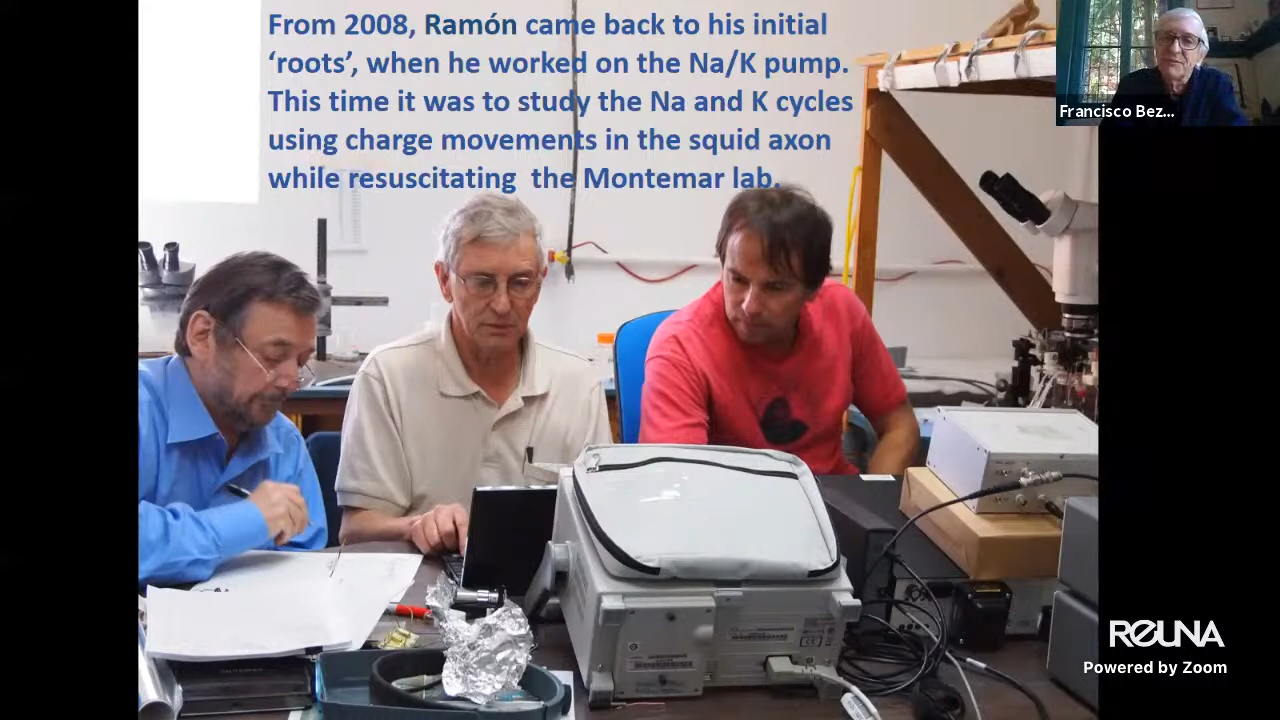 From 2008, Ramón came back to his initial
‘roots’, when he worked on the Na/K pump.
This time it was to study the Na and K cycles
using charge movements in the squid axon
while resuscitating  the Montemar lab.
Francisco Bez...
REUNA
Powered by Zoom